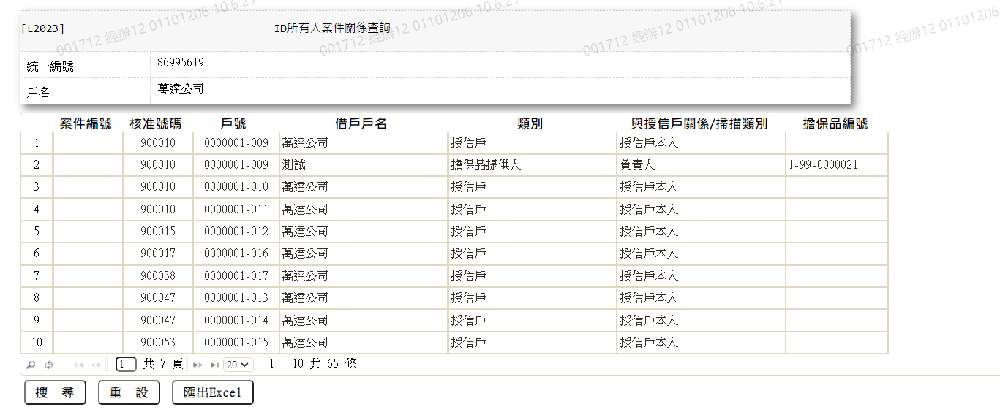 001712 經辦12 01101206 10:6:21
001712 經辦12 01101206 10:6:21
001712 經辦12 01101206 10:6:21
001712 經辦12 01101206
[L2023] ID所有人案件關係查詢
統一編號 86995619
戶名 萬達公司
案件編號 核准號碼 戶號 借戶戶名 類別 與授信戶關係/掃描類別 擔保品編號
1 900010 0000001-009 萬達公司 授信戶 授信戶本人
2 900010 0000001-009 測試 擔保品提供人 負責人 1-99-0000021
3 900010 0000001-010 萬達公司 授信戶 授信戶本人
4 900010 0000001-011 萬達公司 授信戶 授信戶本人
5 900015 0000001-012 萬達公司 授信戶 授信戶本人
6 900017 0000001-016 萬達公司 授信戶 授信戶本人
7 900038 0000001-017 萬達公司 授信戶 授信戶本人
8 900047 0000001-013 萬達公司 授信戶 授信戶本人
9 900047 0000001-014 萬達公司 授信戶 授信戶本人
10 900053 0000001-015 萬達公司 授信戶 授信戶本人
1 共 7 頁 20 1 - 10 共 65 條
搜 尋 重 設 匯出Excel